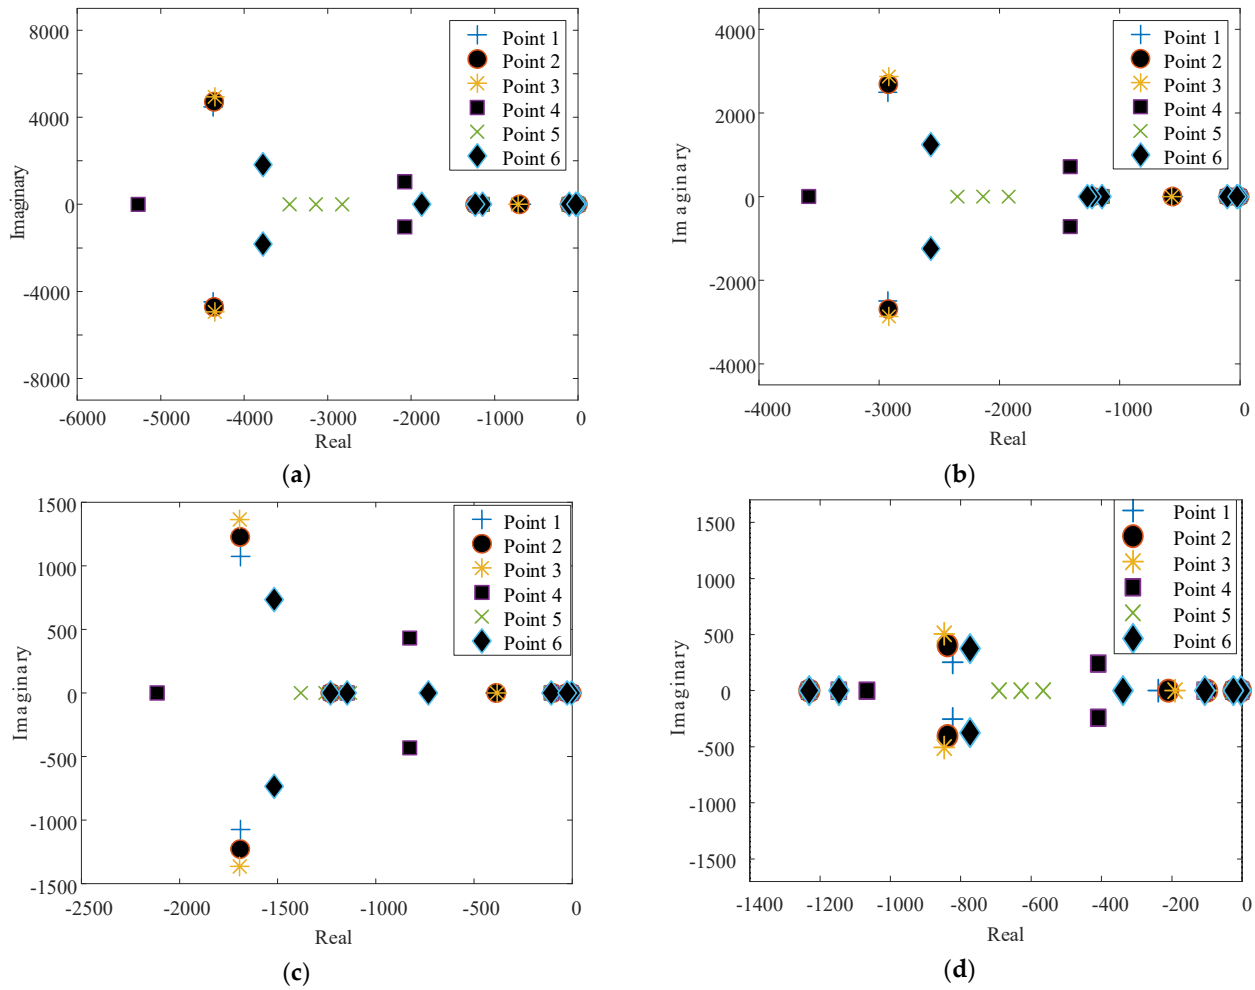 8000
4000
0
-4000
-8000
Imaginary
-6000 -5000 -4000 -3000 -2000 -1000 0
Real
Point 1
Point 2
Point 3
Point 4
Point 5
Point 6
(a)
4000
2000
0
-2000
-4000
Imaginary
-4000 -3000 -2000 -1000 0
Real
Point 1
Point 2
Point 3
Point 4
Point 5
Point 6
(b)
1500
1000
500
0
-500
-1000
-1500
Imaginary
-2500 -2000 -1500 -1000 -500 0
Real
Point 1
Point 2
Point 3
Point 4
Point 5
Point 6
(c)
1500
1000
500
0
-500
-1000
-1500
Imaginary
-1400 -1200 -1000 -800 -600 -400 -200 0
Real
Point 1
Point 2
Point 3
Point 4
Point 5
Point 6
(d)